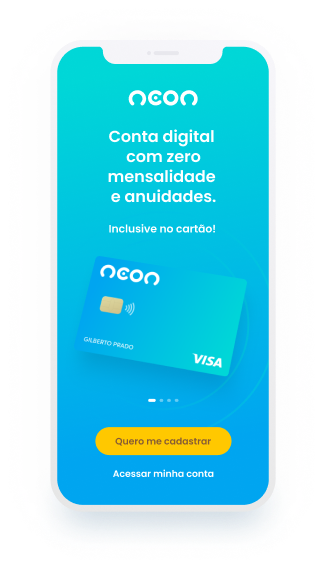 neon
Conta digital
com zero
mensalidade
e anuidades.
Inclusive no cartão!
neon
GILBERTO PRADO
VISA
Quero me cadastrar
Acessar minha conta